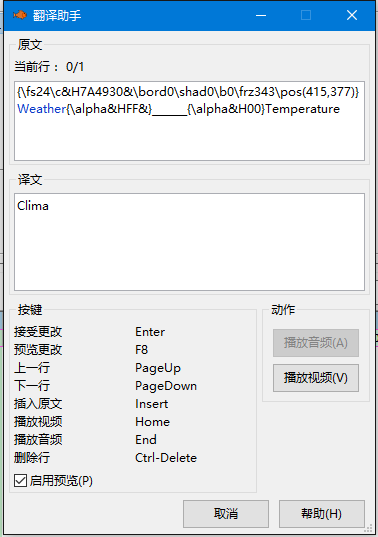 翻译助手
原文
当前行： 0/1
{\fs24\c&H7A4930&\bord0\shad0\b0\frz343\pos(415,377)}
Weather{\alpha&HFF&}______{\alpha&H00}Temperature
译文
Clima
按键
接受更改 Enter
预览更改 F8
上一行 PageUp
下一行 PageDown
插入原文 Insert
播放视频 Home
播放音频 End
删除行 Ctrl-Delete
启用预览(P)
动作
播放音频(A)
播放视频(V)
取消
帮助(H)